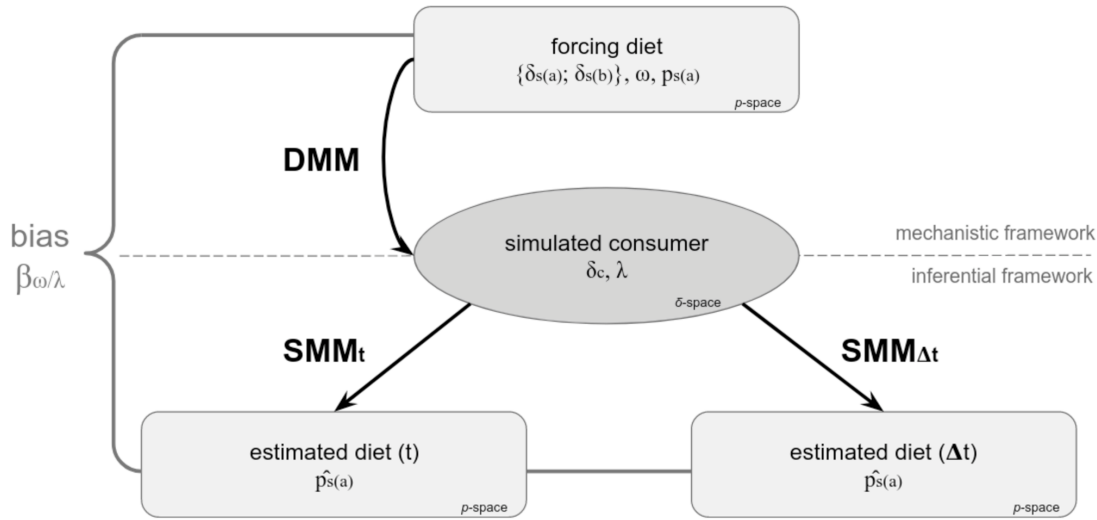 forcing diet
{δs(a); δs(b)}, ω, ps(a)
p-space
DMM
bias
βω/λ
simulated consumer
δc, λ
δ-space
mechanistic framework
inferential framework
SMMt
SMMΔt
estimated diet (t)
p̂s(a)
p-space
estimated diet (Δt)
p̂s(a)
p-space